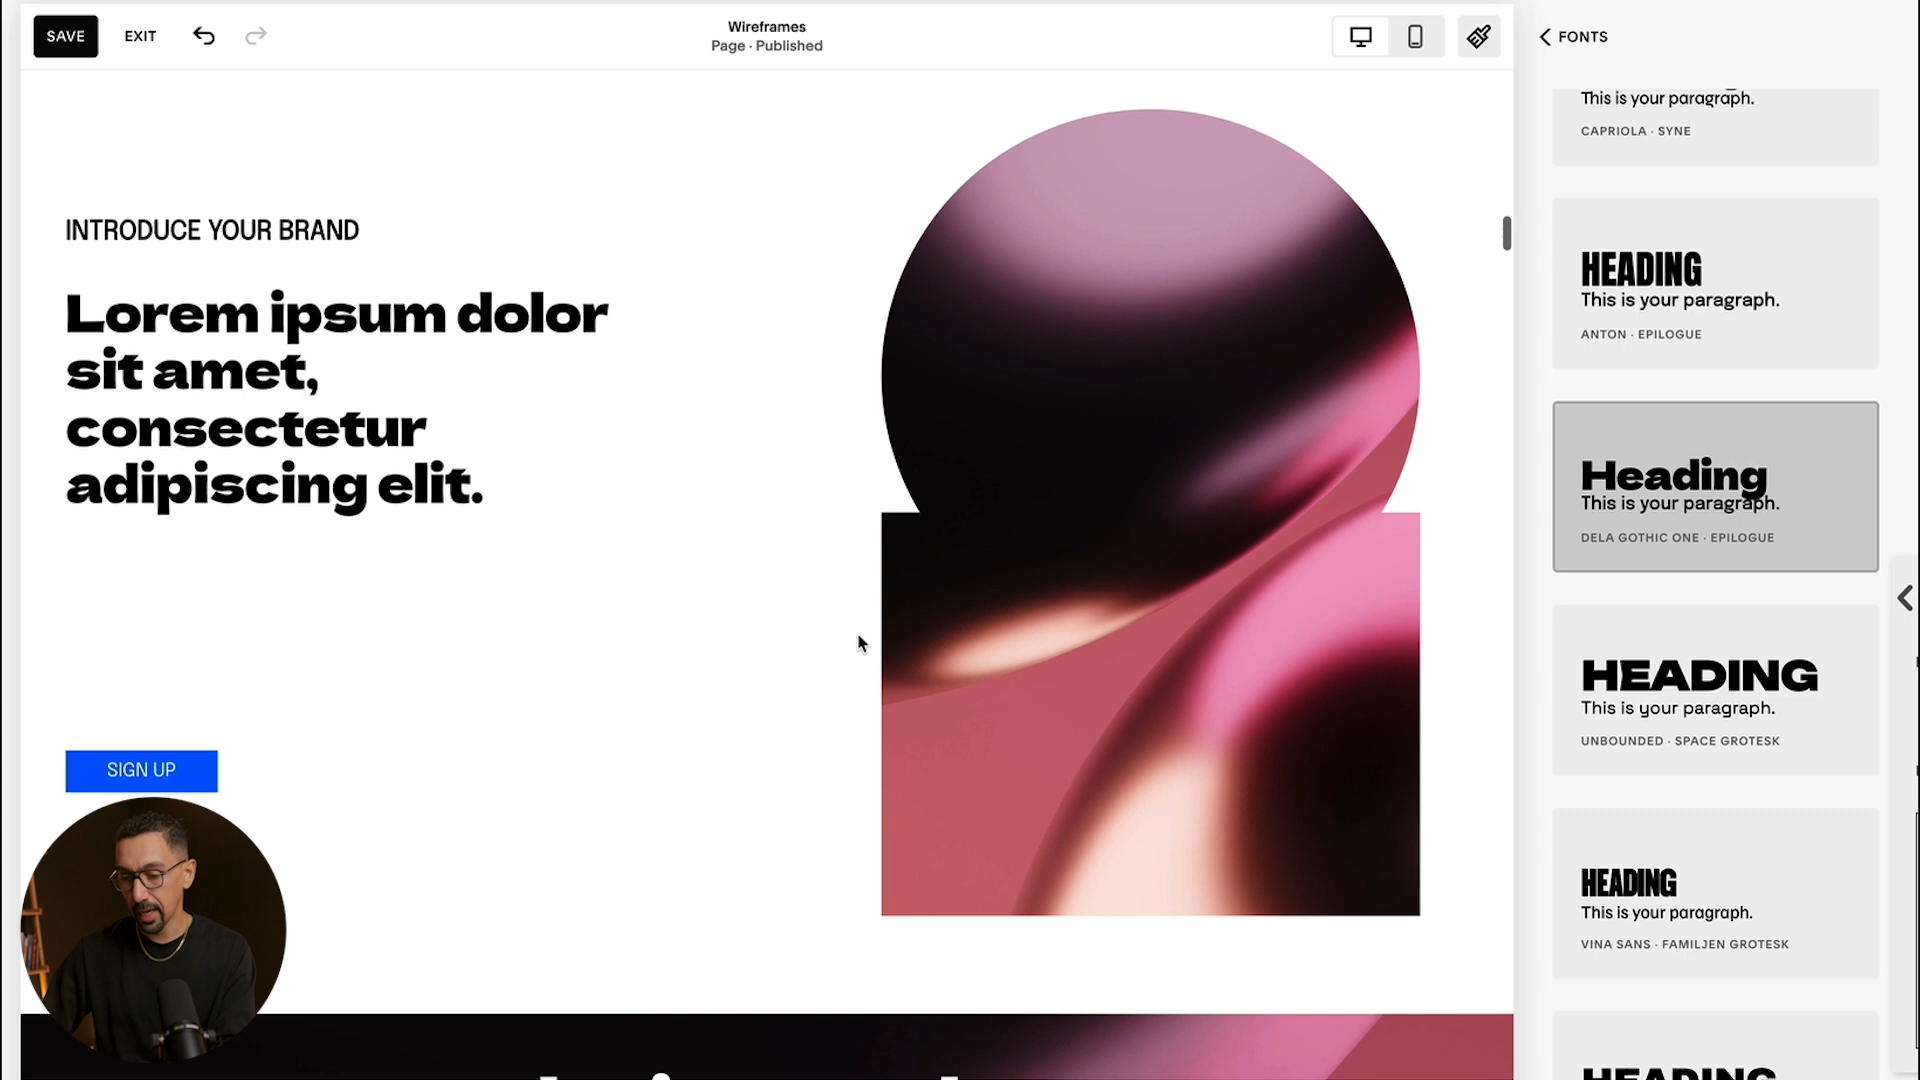 SAVE
EXIT
Wireframes
Page · Published
FONTS
INTRODUCE YOUR BRAND
Lorem ipsum dolor
sit amet,
consectetur
adipiscing elit.
SIGN UP
This is your paragraph.
CAPRIOLA · SYNE
HEADING
This is your paragraph.
ANTON · EPILOGUE
Heading
This is your paragraph.
DELA GOTHIC ONE · EPILOGUE
HEADING
This is your paragraph.
UNBOUNDED · SPACE GROTESK
HEADING
This is your paragraph.
VINA SANS · FAMILJEN GROTESK
HEADING